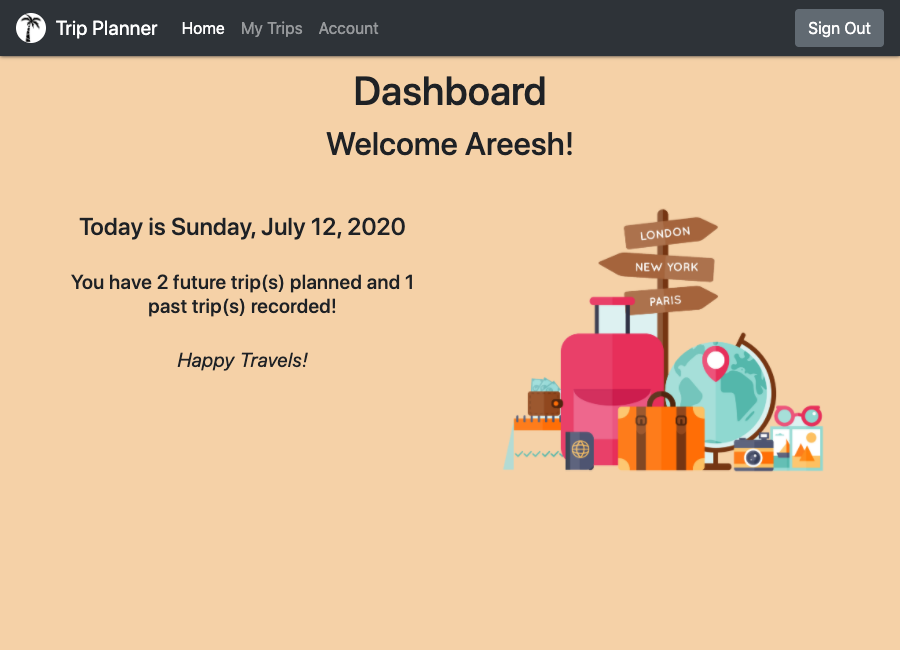 Trip Planner Home My Trips Account Sign Out
Dashboard
Welcome Areesh!
Today is Sunday, July 12, 2020
You have 2 future trip(s) planned and 1
past trip(s) recorded!
Happy Travels!
LONDON
NEW YORK
PARIS